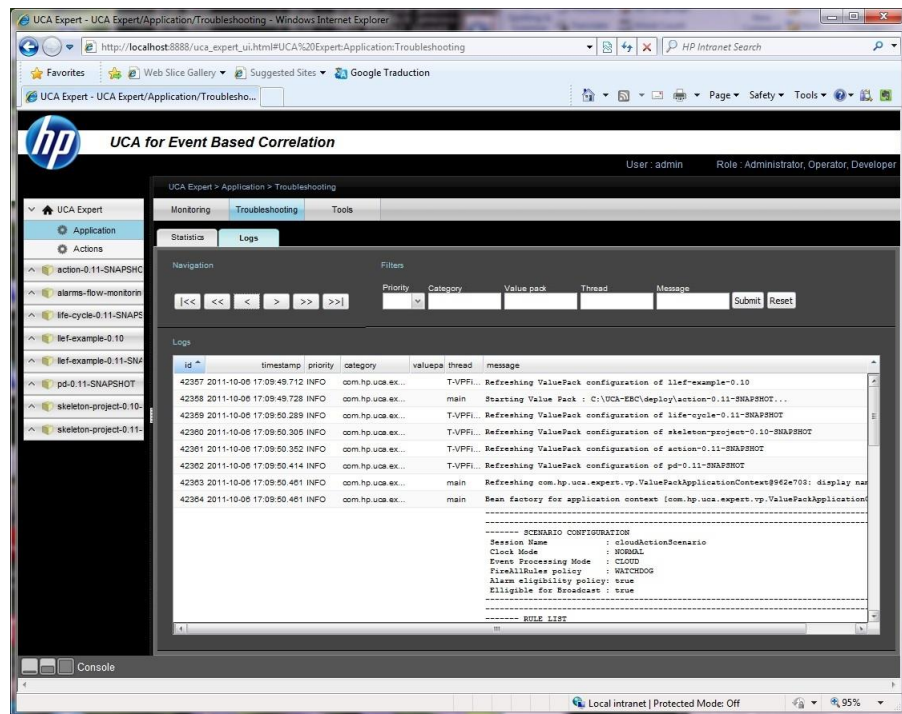 UCA Expert - UCA Expert/Application/Troubleshooting - Windows Internet Explorer
http://localhost:8888/uca_expert_ui.html#UCA%20Expert:Application:Troubleshooting
HP Intranet Search
Favorites Web Slice Gallery Suggested Sites Google Traduction
UCA Expert - UCA Expert/Application/Troublesho...
Page Safety Tools
hp
UCA for Event Based Correlation
User : admin Role : Administrator, Operator, Developer
UCA Expert > Application > Troubleshooting
UCA Expert
Application
Actions
action-0.11-SNAPSHO
alarms-flow-monitorin
life-cycle-0.11-SNAPS
llef-example-0.10
llef-example-0.11-SNA
pd-0.11-SNAPSHOT
skeleton-project-0.10-
skeleton-project-0.11-
Monitoring Troubleshooting Tools
Statistics Logs
Navigation Filters
Priority Category Value pack Thread Message
|<< << < > >> >>| Submit Reset
Logs
id timestamp priority category valuepa thread message
42357 2011-10-06 17:09:49.712 INFO com.hp.uca.ex... T-VPFi... Refreshing ValuePack configuration of llef-example-0.10
42358 2011-10-06 17:09:49.728 INFO com.hp.uca.ex... main Starting Value Pack : C:\UCA-EBC\deploy\action-0.11-SNAPSHOT...
42359 2011-10-06 17:09:50.289 INFO com.hp.uca.ex... T-VPFi... Refreshing ValuePack configuration of life-cycle-0.11-SNAPSHOT
42360 2011-10-06 17:09:50.305 INFO com.hp.uca.ex... T-VPFi... Refreshing ValuePack configuration of skeleton-project-0.10-SNAPSHOT
42361 2011-10-06 17:09:50.352 INFO com.hp.uca.ex... T-VPFi... Refreshing ValuePack configuration of action-0.11-SNAPSHOT
42362 2011-10-06 17:09:50.414 INFO com.hp.uca.ex... T-VPFi... Refreshing ValuePack configuration of pd-0.11-SNAPSHOT
42363 2011-10-06 17:09:50.461 INFO com.hp.uca.ex... main Refreshing com.hp.uca.expert.vp.ValuePackApplicationContext@962e703: display nam
42364 2011-10-06 17:09:50.461 INFO com.hp.uca.ex... main Bean factory for application context [com.hp.uca.expert.vp.ValuePackApplication
------- SCENARIO CONFIGURATION
Session Name : cloudActionScenario
Clock Mode : NORMAL
Event Processing Mode : CLOUD
FireAllRules policy : WATCHDOG
Alarm eligibility policy: true
Elligible for Broadcast : true
------- RULE LIST
Console
Local intranet | Protected Mode: Off 95%